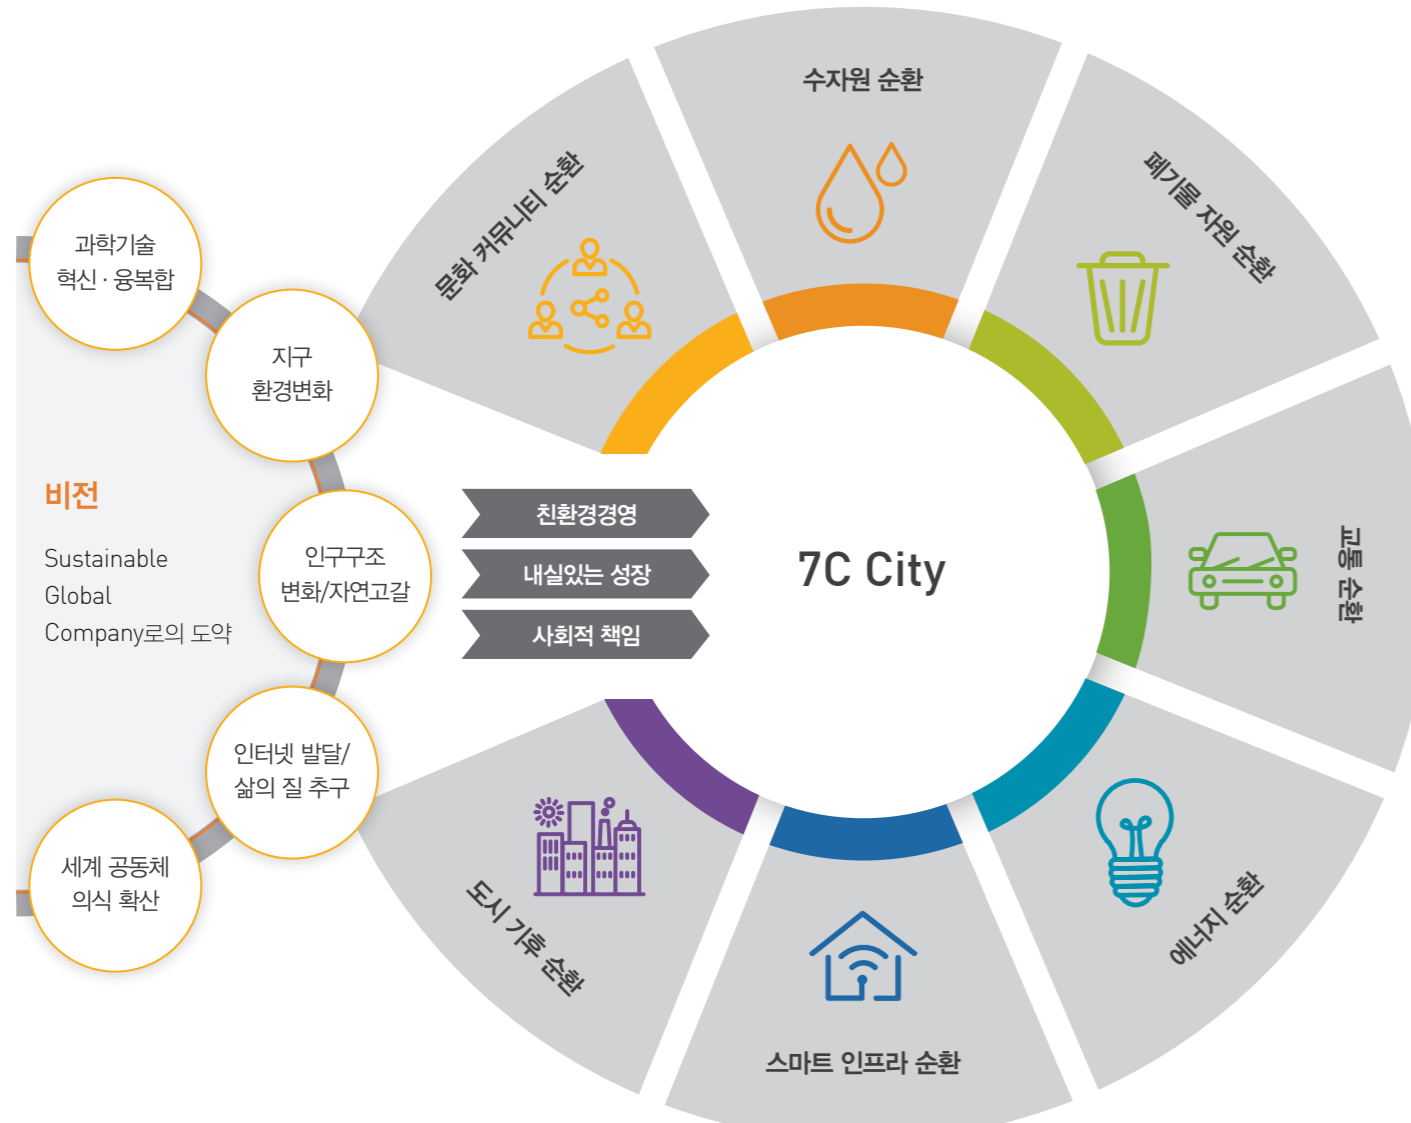 과학기술
혁신 · 융복합
지구
환경변화
인구구조
변화/자연고갈
인터넷 발달/
삶의 질 추구
세계 공동체
의식 확산
비전
Sustainable
Global
Company로의 도약
친환경경영
내실있는 성장
사회적 책임
7C City
문화 커뮤니티 순환
수자원 순환
폐기물 자원 순환
교통 순환
에너지 순환
스마트 인프라 순환
도시 기후 순환